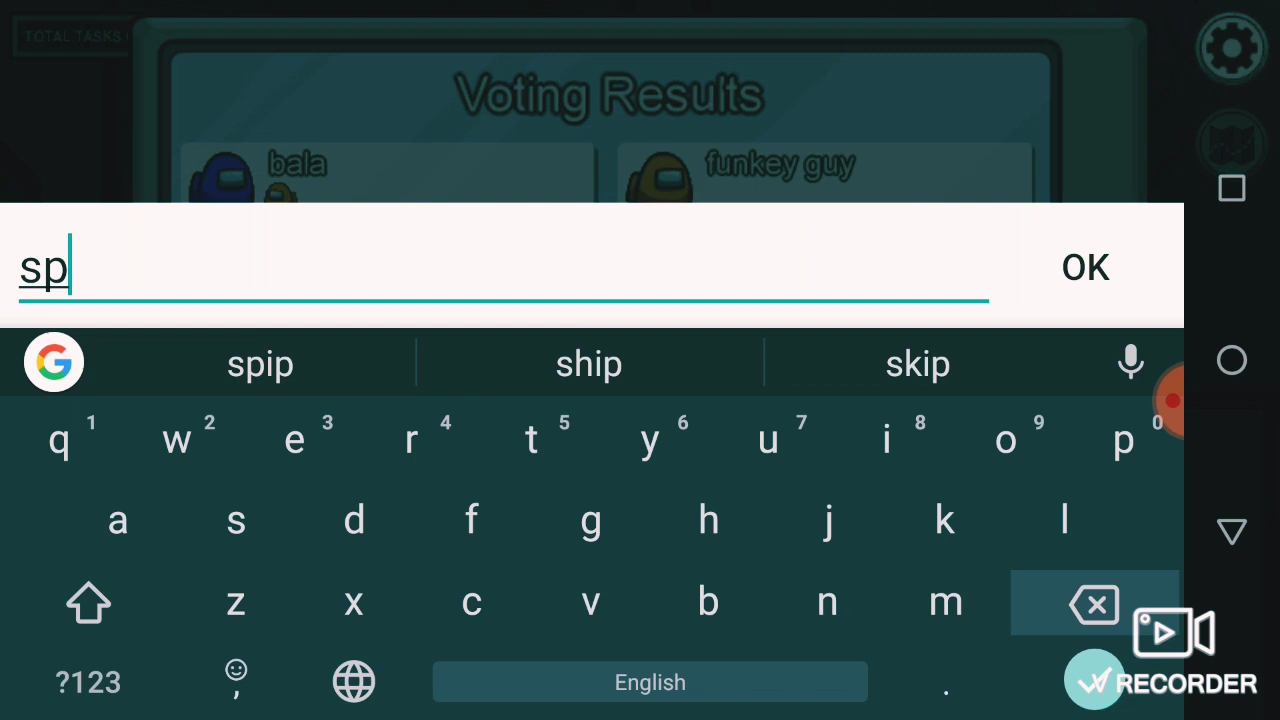 TOTAL TASKS
Voting Results
bala
funkey guy
sp
OK
spip ship skip
q 1 w 2 e 3 r 4 t 5 y 6 u 7 i 8 o 9 p 0
a s d f g h j k l
z x c v b n m
?123 , English .
RECORDER